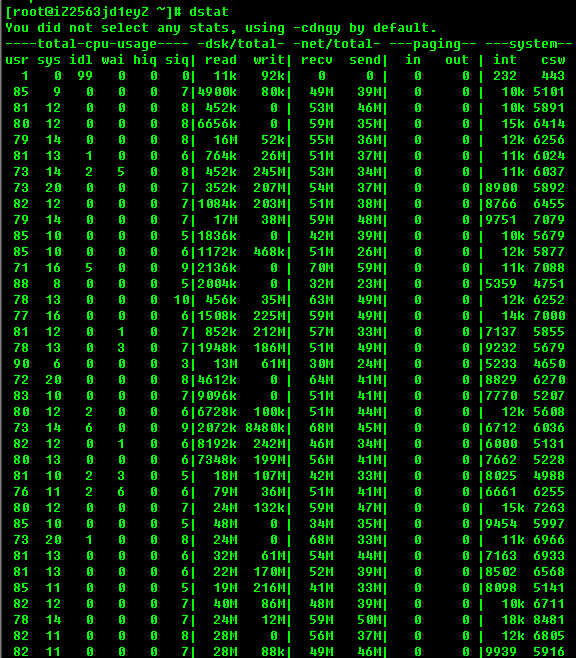 [root@iZ22563jd1eyZ ~]# dstat
You did not select any stats, using -cdngy by default.
----total-cpu-usage---- -dsk/total- -net/total- ---paging-- ---system--
usr sys idl wai hiq siq| read  writ| recv  send|  in   out | int   csw
  1   0  99   0   0   0|  11k   92k|   0     0 |   0     0 | 232   443
 85   9   0   0   0   7|4900k   80k|  49M   39M|   0     0 |  10k 5101
 81  12   0   0   0   8| 452k    0 |  53M   46M|   0     0 |  10k 5891
 80  12   0   0   0   8|6656k    0 |  59M   35M|   0     0 |  15k 6414
 79  14   0   0   0   8|  16M   52k|  55M   36M|   0     0 |  12k 6256
 81  13   1   0   0   6| 764k   26M|  51M   37M|   0     0 |  11k 6024
 73  14   2   5   0   8| 452k  245M|  53M   34M|   0     0 |  11k 6037
 73  20   0   0   0   7| 352k  207M|  54M   37M|   0     0 |8900  5892
 82  12   0   0   0   7|1084k  203M|  51M   38M|   0     0 |8766  6455
 79  14   0   0   0   7|  17M   38M|  59M   48M|   0     0 |9751  7079
 85  10   0   0   0   5|1836k    0 |  42M   39M|   0     0 |  10k 5679
 85  10   0   0   0   6|1172k  468k|  51M   26M|   0     0 |  12k 5877
 71  16   5   0   0   9|2136k    0 |  70M   59M|   0     0 |  11k 7088
 88   8   0   0   0   5|2004k    0 |  32M   23M|   0     0 |5359  4751
 78  13   0   0   0  10| 456k   35M|  63M   49M|   0     0 |  12k 6252
 77  16   0   0   0   6|1508k  225M|  59M   49M|   0     0 |  14k 7000
 81  12   0   1   0   7| 852k  212M|  57M   33M|   0     0 |7137  5855
 78  13   0   3   0   7|1948k  186M|  51M   49M|   0     0 |9232  5679
 90   6   0   0   0   3|  13M   61M|  30M   24M|   0     0 |5233  4650
 72  20   0   0   0   8|4612k    0 |  64M   41M|   0     0 |8829  6270
 83  10   0   0   0   7|9096k    0 |  51M   41M|   0     0 |7770  5207
 80  12   2   0   0   6|6728k  100k|  51M   44M|   0     0 |  12k 5608
 73  14   6   0   0   9|2072k 8480k|  68M   45M|   0     0 |6712  6036
 82  12   0   1   0   6|8192k  242M|  46M   34M|   0     0 |6000  5131
 80  13   0   0   0   6|7348k  199M|  56M   41M|   0     0 |7662  5228
 81  10   2   3   0   5|  18M  107M|  42M   33M|   0     0 |8025  4988
 76  11   2   6   0   6|  79M   36M|  51M   41M|   0     0 |6661  6255
 80  12   0   0   0   7|  24M  132k|  59M   47M|   0     0 |  15k 7263
 85  10   0   0   0   5|  48M    0 |  34M   35M|   0     0 |9454  5997
 73  20   1   0   0   8|  24M    0 |  68M   33M|   0     0 |  11k 6966
 81  13   0   0   0   6|  32M   61M|  54M   44M|   0     0 |7163  6933
 81  13   0   0   0   6|  22M  170M|  52M   39M|   0     0 |8502  6568
 85  11   0   0   0   5|  19M  216M|  41M   33M|   0     0 |8098  5141
 82  12   0   0   0   7|  40M   86M|  48M   39M|   0     0 |  10k 6711
 78  14   0   0   0   7|  24M   12M|  59M   50M|   0     0 |  18k 8481
 82  11   0   0   0   8|  28M    0 |  56M   37M|   0     0 |  12k 6805
 82  11   0   0   0   7|  28M   88k|  49M   46M|   0     0 |9939  5916